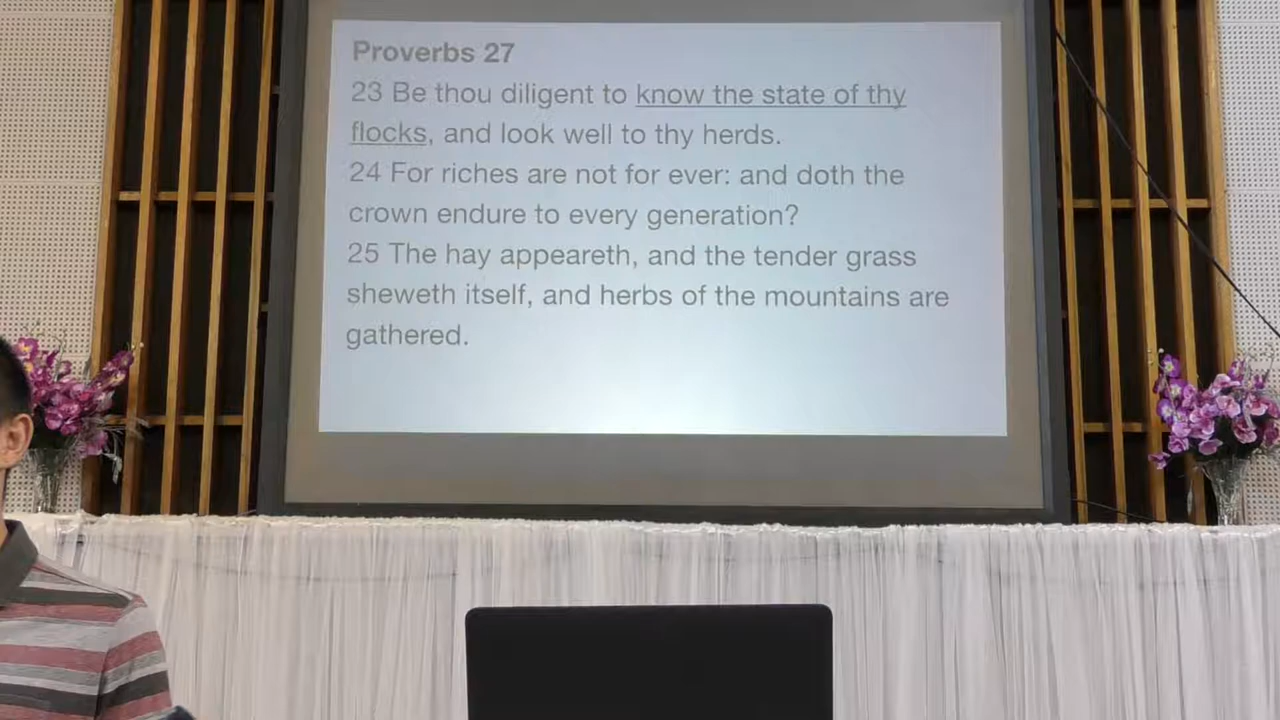 Proverbs 27
23 Be thou diligent to know the state of thy
flocks, and look well to thy herds.
24 For riches are not for ever: and doth the
crown endure to every generation?
25 The hay appeareth, and the tender grass
sheweth itself, and herbs of the mountains are
gathered.